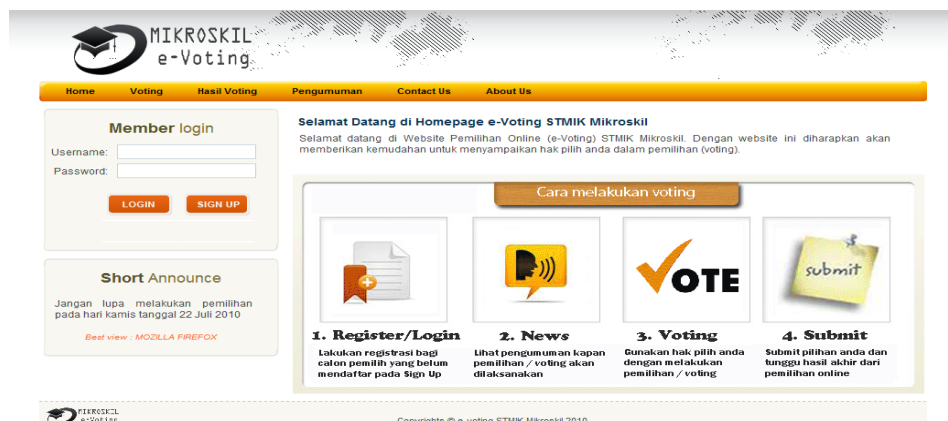 MIKROSKIL
e-Voting
Home Voting Hasil Voting Pengumuman Contact Us About Us
Member login
Username:
Password:
LOGIN SIGN UP
Short Announce
Jangan lupa melakukan pemilihan
pada hari kamis tanggal 22 Juli 2010
Best view : MOZILLA FIREFOX
Selamat Datang di Homepage e-Voting STMIK Mikroskil
Selamat datang di Website Pemilihan Online (e-Voting) STMIK Mikroskil. Dengan website ini diharapkan akan
memberikan kemudahan untuk menyampaikan hak pilih anda dalam pemilihan (voting).
Cara melakukan voting
VOTE
submit
1. Register/Login
Lakukan registrasi bagi
calon pemilih yang belum
mendaftar pada Sign Up
2. News
Lihat pengumuman kapan
pemilihan / voting akan
dilaksanakan
3. Voting
Gunakan hak pilih anda
dengan melakukan
pemilihan / voting
4. Submit
Submit pilihan anda dan
tunggu hasil akhir dari
pemilihan online
MIKROSKIL
e-Voting
Copyrights © e-voting STMIK Mikroskil 2010